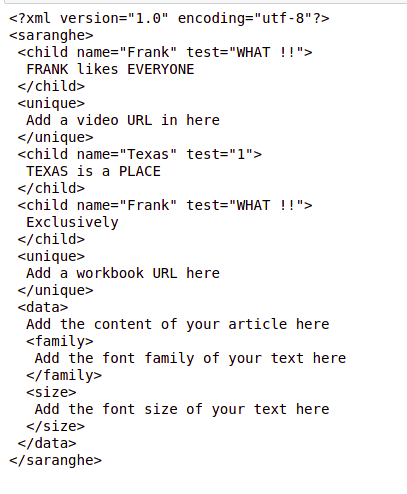 <?xml version="1.0" encoding="utf-8"?>
<saranghe>
 <child name="Frank" test="WHAT !!">
  FRANK likes EVERYONE
 </child>
 <unique>
  Add a video URL in here
 </unique>
 <child name="Texas" test="1">
  TEXAS is a PLACE
 </child>
 <child name="Frank" test="WHAT !!">
  Exclusively
 </child>
 <unique>
  Add a workbook URL here
 </unique>
 <data>
  Add the content of your article here
  <family>
   Add the font family of your text here
  </family>
  <size>
   Add the font size of your text here
  </size>
 </data>
</saranghe>